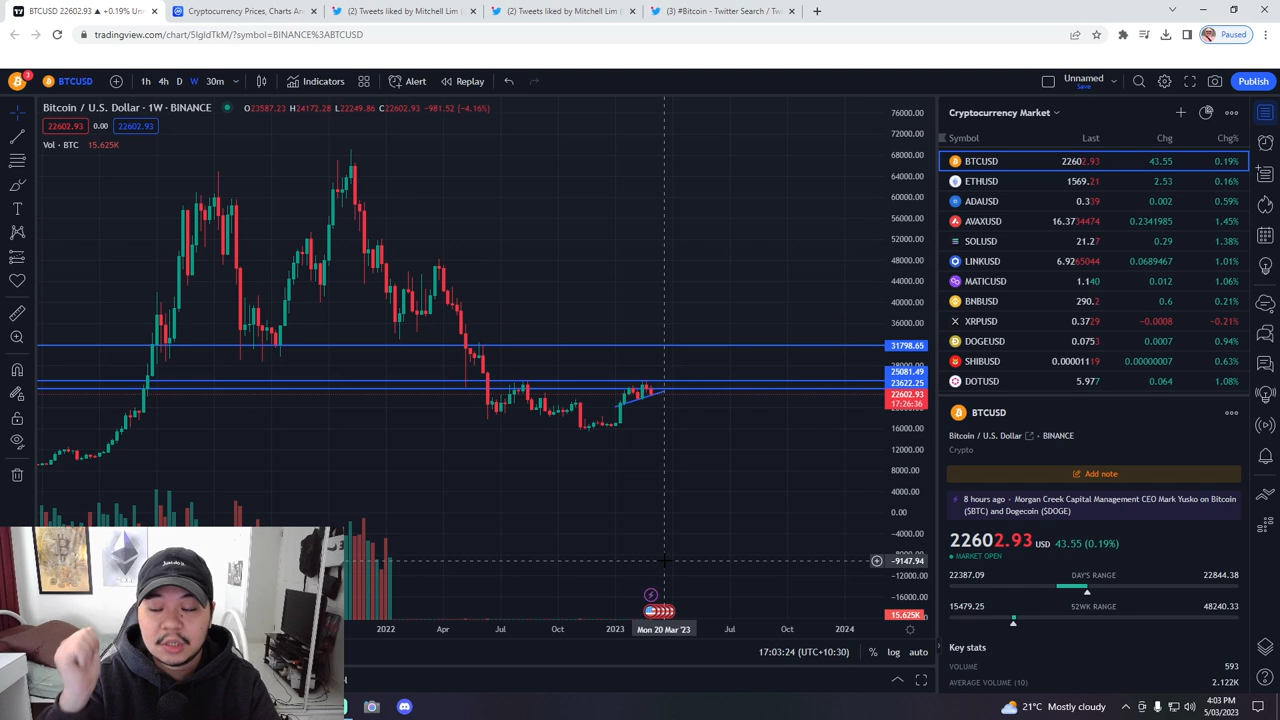 BTCUSD 22602.93 ▲ +0.19% Un
Cryptocurrency Prices, Charts An
(2) Tweets liked by Mitchell Lim (
(2) Tweets liked by Mitchell Lim (
(3) #Bitcoin - Twitter Search / Tw
tradingview.com/chart/5IgIdTkM/?symbol=BINANCE%3ABTCUSD
Paused
3
BTCUSD
1h 4h D W 30m
Indicators
Alert
Replay
Unnamed
Save
Publish
Bitcoin / U.S. Dollar · 1W · BINANCE
O23587.23 H24172.28 L22249.86 C22602.93 −981.52 (−4.16%)
22602.93 0.00 22602.93
Vol · BTC 15.625K
76000.00
72000.00
68000.00
64000.00
60000.00
56000.00
52000.00
48000.00
44000.00
40000.00
36000.00
31798.65
28000.00
25081.49
23622.25
22602.93
17:26:36
16000.00
12000.00
8000.00
4000.00
0.00
−4000.00
−9147.94
−12000.00
−16000.00
15.625K
2022 Apr Jul Oct 2023 Mon 20 Mar '23 Jul Oct 2024
17:03:24 (UTC+10:30)
% log auto
Cryptocurrency Market
Symbol Last Chg Chg%
BTCUSD 22602.93 43.55 0.19%
ETHUSD 1569.21 2.53 0.16%
ADAUSD 0.339 0.002 0.59%
AVAXUSD 16.3734474 0.2341985 1.45%
SOLUSD 21.27 0.29 1.38%
LINKUSD 6.9265044 0.0689467 1.01%
MATICUSD 1.140 0.012 1.06%
BNBUSD 290.2 0.6 0.21%
XRPUSD 0.3729 −0.0008 −0.21%
DOGEUSD 0.0753 0.0007 0.94%
SHIBUSD 0.00001119 0.00000007 0.63%
DOTUSD 5.977 0.064 1.08%
BTCUSD
Bitcoin / U.S. Dollar · BINANCE
Crypto
Add note
8 hours ago · Morgan Creek Capital Management CEO Mark Yusko on Bitcoin
($BTC) and Dogecoin ($DOGE)
22602.93 USD 43.55 (0.19%)
MARKET OPEN
22387.09 DAY'S RANGE 22844.38
15479.25 52WK RANGE 48240.33
Key stats
VOLUME 593
AVERAGE VOLUME (10) 2.122K
just do it
21°C Mostly cloudy
4:03 PM
5/03/2023